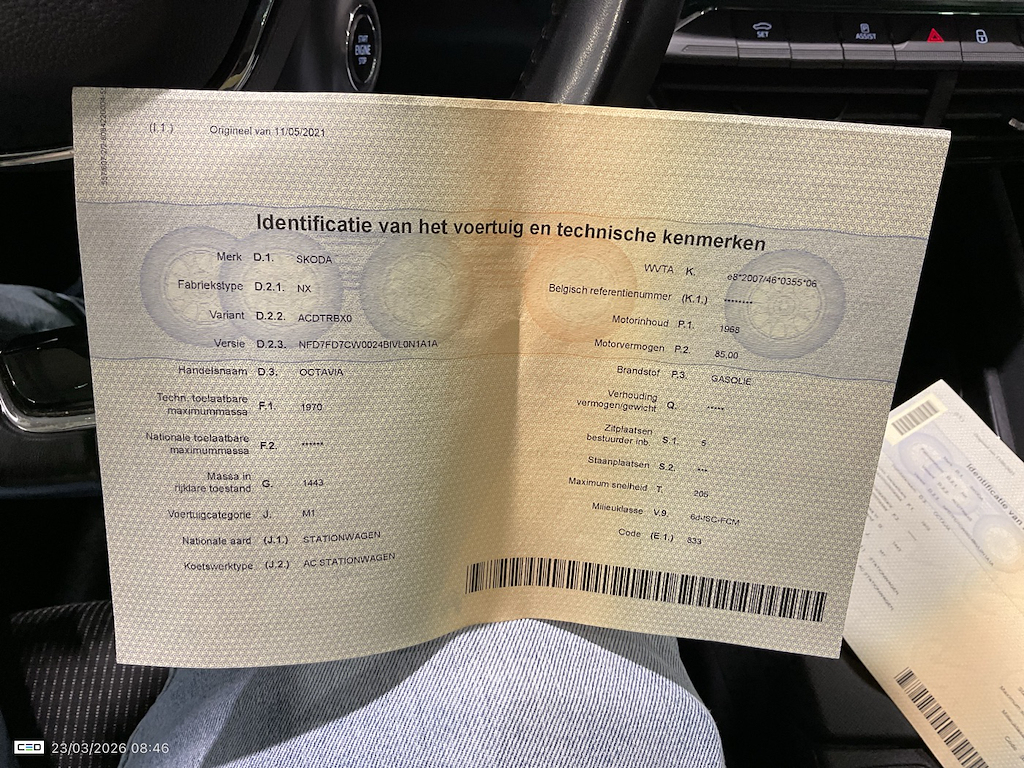 START
ENGINE
STOP
SET
ASSIST
(I.1.) Origineel van 11/05/2021
Identificatie van het voertuig en technische kenmerken
Merk D.1. SKODA
Fabriekstype D.2.1. NX
Variant D.2.2. ACDTRBX0
Versie D.2.3. NFD7FD7CW0024BIVL0N1A1A
Handelsnaam D.3. OCTAVIA
Techn. toelaatbare
maximummassa F.1. 1970
Nationale toelaatbare
maximummassa F.2. ******
Massa in
rijklare toestand G. 1443
Voertuigcategorie J. M1
Nationale aard (J.1.) STATIONWAGEN
Koetswerktype (J.2.) AC STATIONWAGEN
WVTA K. e8*2007/46*0355*06
Belgisch referentienummer (K.1.) ********
Motorinhoud P.1. 1968
Motorvermogen P.2. 85,00
Brandstof P.3. GASOLIE
Verhouding
vermogen/gewicht Q. *****
Zitplaatsen
bestuurder inb. S.1. 5
Staanplaatsen S.2. ***
Maximum snelheid T. 206
Milieuklasse V.9. 6d-ISC-FCM
Code (E.1.) 833
Identificatie van
CEO 23/03/2026 08:46